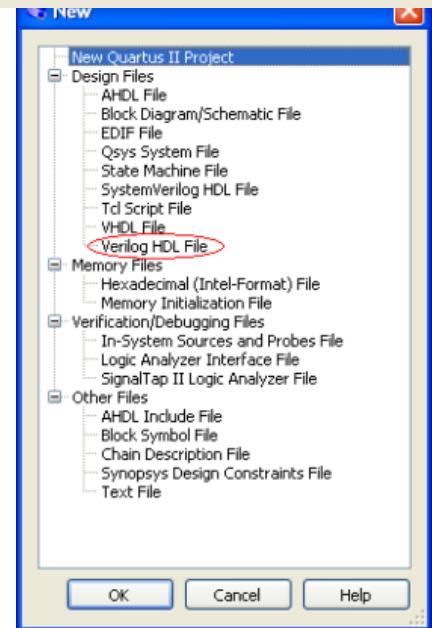 New
New Quartus II Project
Design Files
AHDL File
Block Diagram/Schematic File
EDIF File
Qsys System File
State Machine File
SystemVerilog HDL File
Tcl Script File
VHDL File
Verilog HDL File
Memory Files
Hexadecimal (Intel-Format) File
Memory Initialization File
Verification/Debugging Files
In-System Sources and Probes File
Logic Analyzer Interface File
SignalTap II Logic Analyzer File
Other Files
AHDL Include File
Block Symbol File
Chain Description File
Synopsys Design Constraints File
Text File
OK Cancel Help